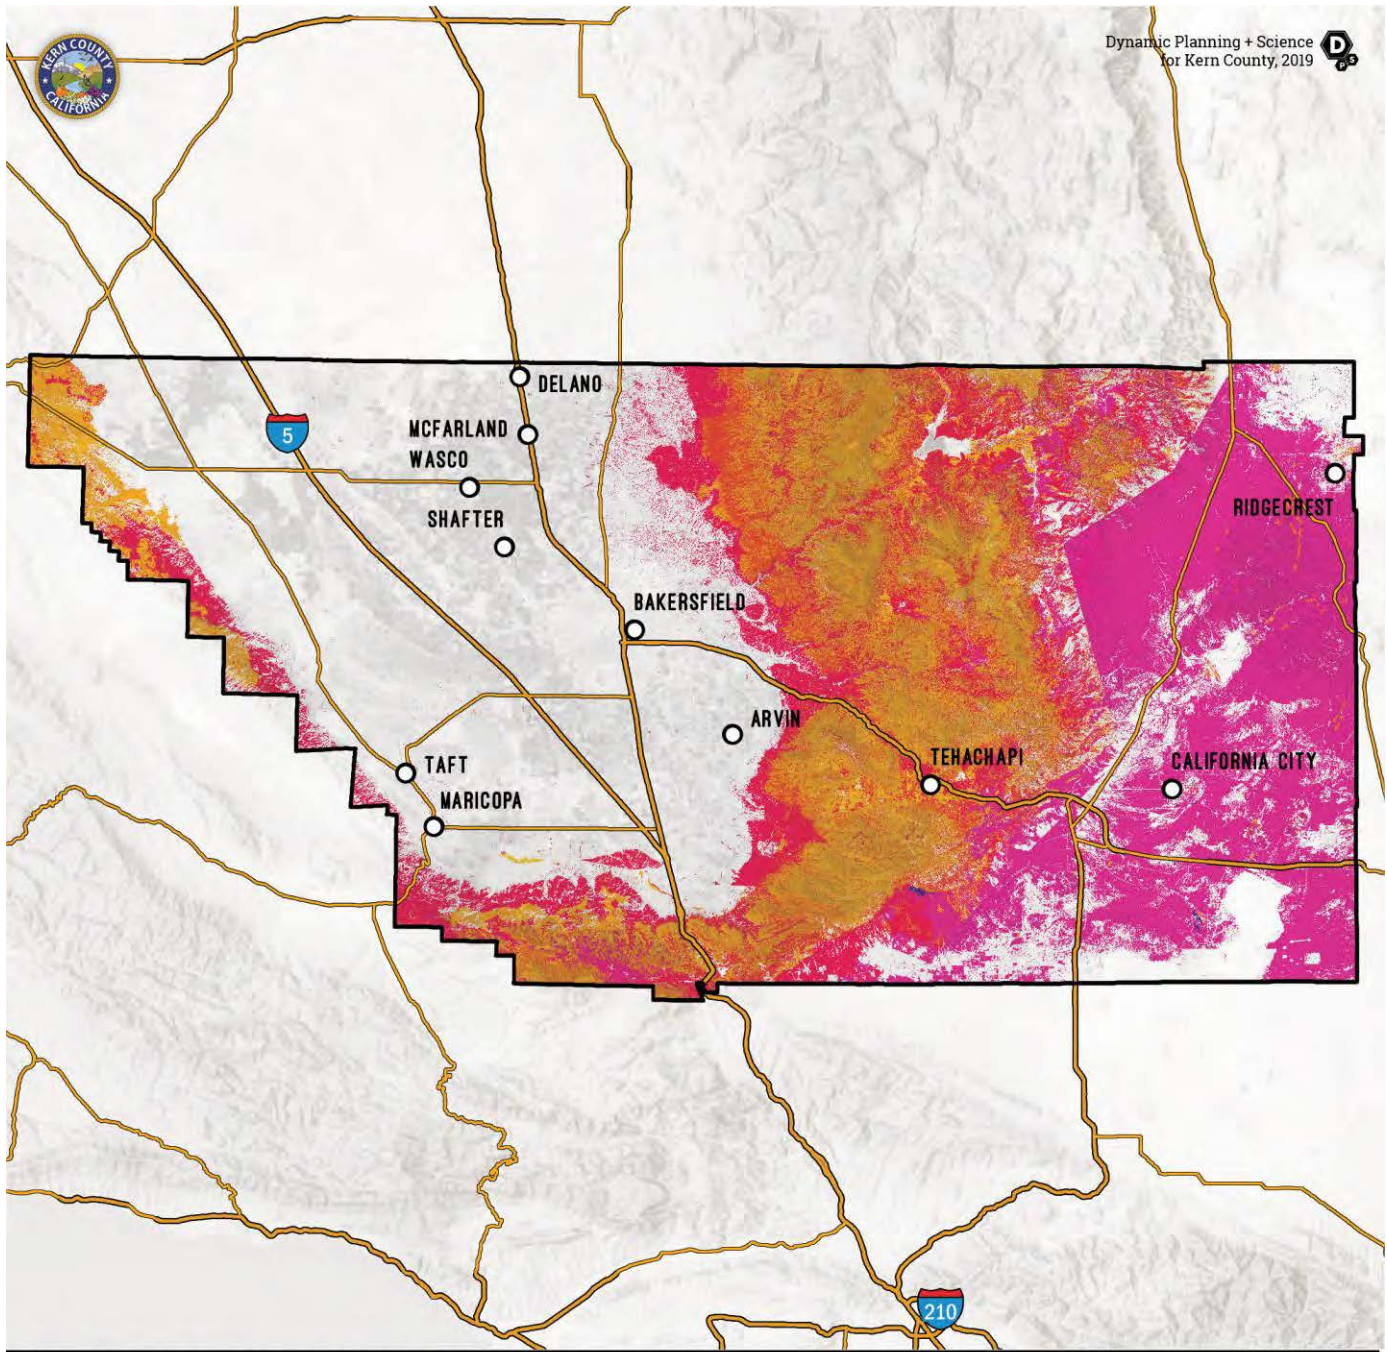 KERN COUNTY
CALIFORNIA
Dynamic Planning + Science
for Kern County, 2019
D
P
S
DELANO
5
MCFARLAND
WASCO
SHAFTER
RIDGECREST
BAKERSFIELD
ARVIN
TAFT
TEHACHAPI
CALIFORNIA CITY
MARICOPA
210